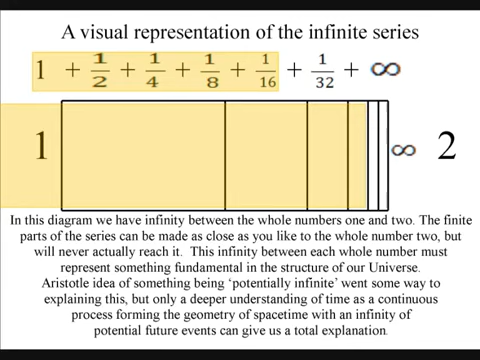 A visual representation of the infinite series
1 + 1/2 + 1/4 + 1/8 + 1/16 + 1/32 + ∞
1 ∞ 2
In this diagram we have infinity between the whole numbers one and two. The finite
parts of the series can be made as close as you like to the whole number two, but
will never actually reach it. This infinity between each whole number must
represent something fundamental in the structure of our Universe.
Aristotle idea of something being ‘potentially infinite’ went some way to
explaining this, but only a deeper understanding of time as a continuous
process forming the geometry of spacetime with an infinity of
potential future events can give us a total explanation.